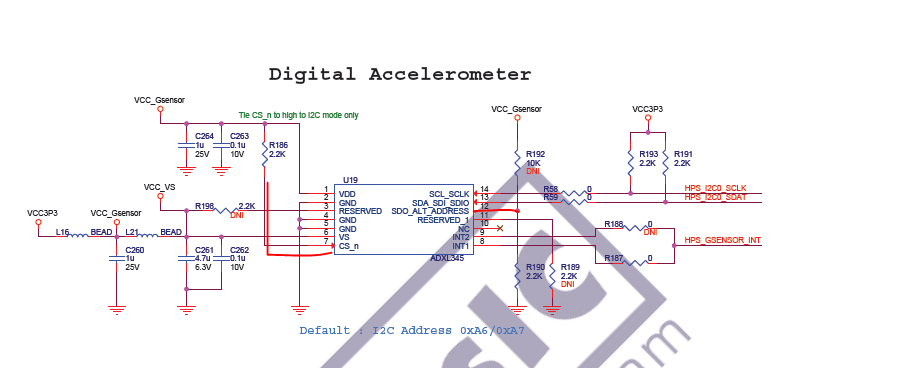 Digital Accelerometer
VCC_Gsensor
Tie CS_n to high to I2C mode only
C264
1u
25V
C263
0.1u
10V
R186
2.2K
VCC_VS
R198 2.2K
DNI
VCC3P3
VCC_Gsensor
L16 BEAD L21 BEAD
C260
1u
25V
C261
4.7u
6.3V
C262
0.1u
10V
U19
1 VDD
2 GND
3 RESERVED
4 GND
5 GND
6 VS
7 CS_n
SCL_SCLK 14
SDA_SDI_SDIO 13
SDO_ALT_ADDRESS 12
RESERVED_1 11
NC 10
INT2 9
INT1 8
ADXL345
VCC_Gsensor
R192
10K
DNI
VCC3P3
R193
2.2K
R191
2.2K
R58 0
R59 0
HPS_I2C0_SCLK
HPS_I2C0_SDAT
R188 0
DNI
HPS_GSENSOR_INT
R187 0
R190
2.2K
R189
2.2K
DNI
Default : I2C Address 0xA6/0xA7
SIC
am